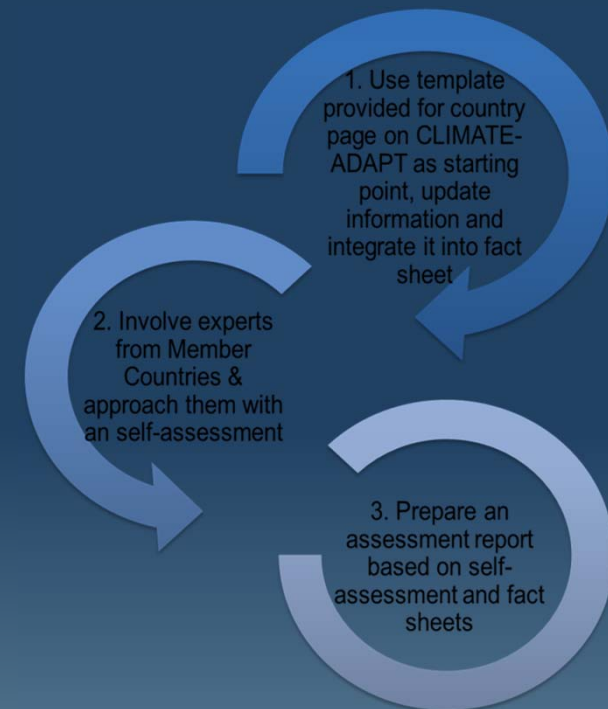 1. Use template
provided for country
page on CLIMATE-
ADAPT as starting
point, update
information and
integrate it into fact
sheet
2. Involve experts
from Member
Countries &
approach them with
an self-assessment
3. Prepare an
assessment report
based on self-
assessment and fact
sheets